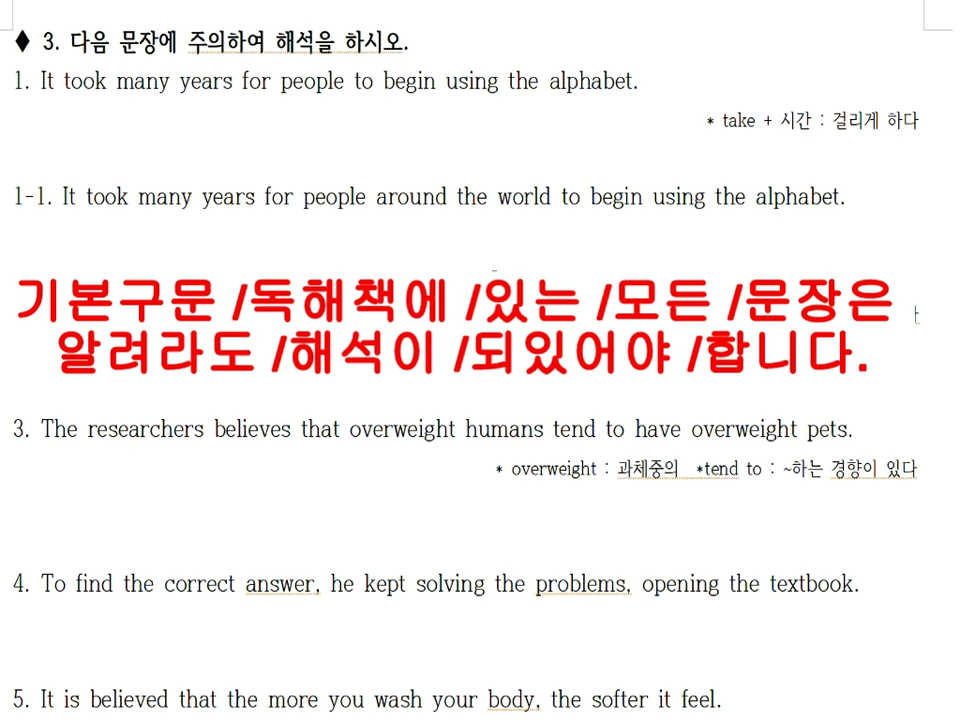 ◆ 3. 다음 문장에 주의하여 해석을 하시오.
1. It took many years for people to begin using the alphabet.
* take + 시간 : 걸리게 하다
1-1. It took many years for people around the world to begin using the alphabet.
기본구문 /독해책에 /있는 /모든 /문장은
알려라도 /해석이 /되있어야 /합니다.
3. The researchers believes that overweight humans tend to have overweight pets.
* overweight : 과체중의 *tend to : ~하는 경향이 있다
4. To find the correct answer, he kept solving the problems, opening the textbook.
5. It is believed that the more you wash your body, the softer it feel.